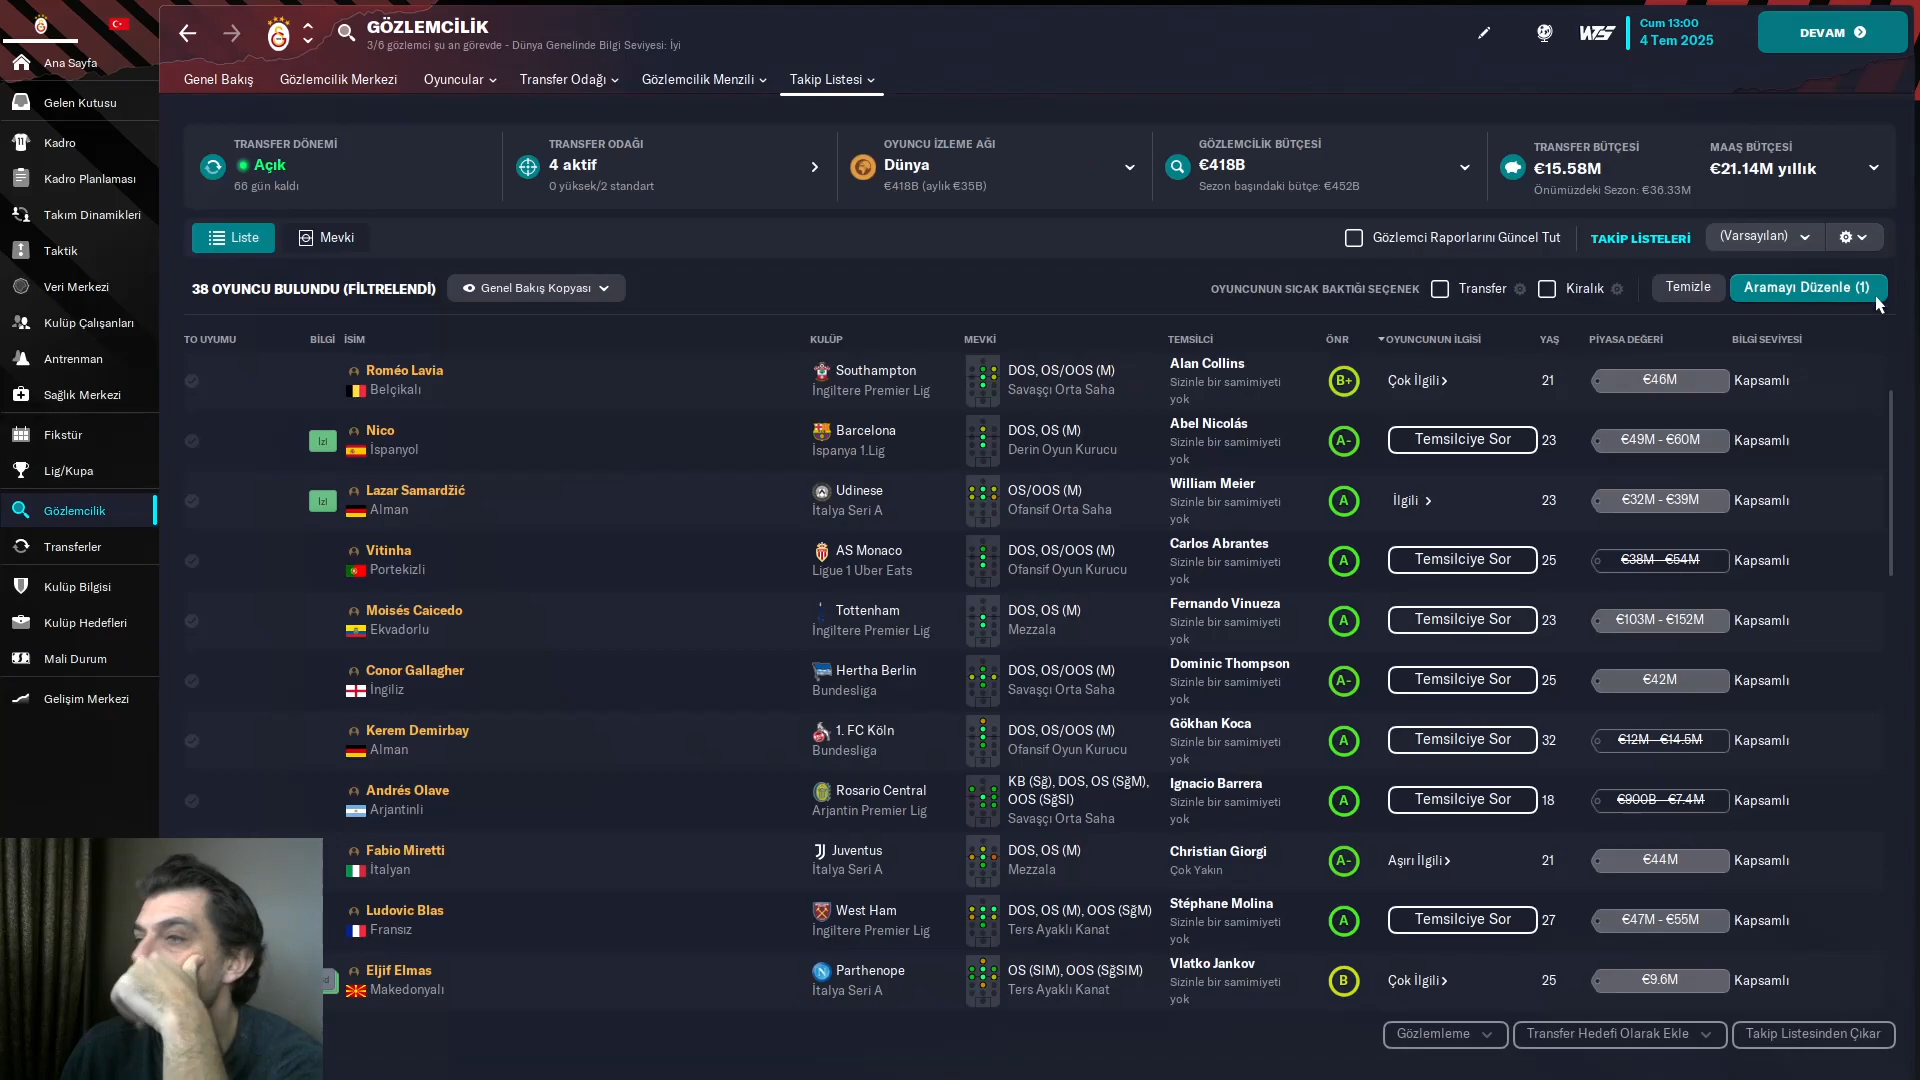 GÖZLEMCİLİK
3/6 gözlemci şu an görevde - Dünya Genelinde Bilgi Seviyesi: İyi
Cum 13:00
4 Tem 2025
DEVAM
Genel Bakış
Gözlemcilik Merkezi
Oyuncular
Transfer Odağı
Gözlemcilik Menzili
Takip Listesi
Ana Sayfa
Gelen Kutusu
Kadro
Kadro Planlaması
Takım Dinamikleri
Taktik
Veri Merkezi
Kulüp Çalışanları
Antrenman
Sağlık Merkezi
Fikstür
Lig/Kupa
Gözlemcilik
Transferler
Kulüp Bilgisi
Kulüp Hedefleri
Mali Durum
Gelişim Merkezi
TRANSFER DÖNEMİ
Açık
66 gün kaldı
TRANSFER ODAĞI
4 aktif
0 yüksek/2 standart
OYUNCU İZLEME AĞI
Dünya
€418B (aylık €35B)
GÖZLEMCİLİK BÜTÇESİ
€418B
Sezon başındaki bütçe: €452B
TRANSFER BÜTÇESİ
€15.58M
Önümüzdeki Sezon: €36.33M
MAAŞ BÜTÇESİ
€21.14M yıllık
Liste
Mevki
Gözlemci Raporlarını Güncel Tut
TAKİP LİSTELERİ
(Varsayılan)
38 OYUNCU BULUNDU (FİLTRELENDİ)
Genel Bakış Kopyası
OYUNCUNUN SICAK BAKTIĞI SEÇENEK
Transfer
Kiralık
Temizle
Aramayı Düzenle (1)
TO UYUMU BİLGİ İSİM KULÜP MEVKİ TEMSİLCİ ÖNR OYUNCUNUN İLGİSİ YAŞ PİYASA DEĞERİ BİLGİ SEVİYESİ
Roméo Lavia
Belçikalı
Southampton
İngiltere Premier Lig
DOS, OS/OOS (M)
Savaşçı Orta Saha
Alan Collins
Sizinle bir samimiyeti
yok
B+
Çok İlgili
21
€46M
Kapsamlı
İzl
Nico
İspanyol
Barcelona
İspanya 1.Lig
DOS, OS (M)
Derin Oyun Kurucu
Abel Nicolás
Sizinle bir samimiyeti
yok
A-
Temsilciye Sor
23
€49M - €60M
Kapsamlı
İzl
Lazar Samardžić
Alman
Udinese
İtalya Seri A
OS/OOS (M)
Ofansif Orta Saha
William Meier
Sizinle bir samimiyeti
yok
A
İlgili
23
€32M - €39M
Kapsamlı
Vitinha
Portekizli
AS Monaco
Ligue 1 Uber Eats
DOS, OS/OOS (M)
Ofansif Oyun Kurucu
Carlos Abrantes
Sizinle bir samimiyeti
yok
A
Temsilciye Sor
25
€38M - €54M
Kapsamlı
Moisés Caicedo
Ekvadorlu
Tottenham
İngiltere Premier Lig
DOS, OS (M)
Mezzala
Fernando Vinueza
Sizinle bir samimiyeti
yok
A
Temsilciye Sor
23
€103M - €152M
Kapsamlı
Conor Gallagher
İngiliz
Hertha Berlin
Bundesliga
DOS, OS/OOS (M)
Savaşçı Orta Saha
Dominic Thompson
Sizinle bir samimiyeti
yok
A-
Temsilciye Sor
25
€42M
Kapsamlı
Kerem Demirbay
Alman
1. FC Köln
Bundesliga
DOS, OS/OOS (M)
Ofansif Oyun Kurucu
Gökhan Koca
Sizinle bir samimiyeti
yok
A
Temsilciye Sor
32
€12M - €14.5M
Kapsamlı
Andrés Olave
Arjantinli
Rosario Central
Arjantin Premier Lig
KB (Sğ), DOS, OS (SğM),
OOS (SğSl)
Savaşçı Orta Saha
Ignacio Barrera
Sizinle bir samimiyeti
yok
A
Temsilciye Sor
18
€900B - €7.4M
Kapsamlı
Fabio Miretti
İtalyan
Juventus
İtalya Seri A
DOS, OS (M)
Mezzala
Christian Giorgi
Çok Yakın
A-
Aşırı İlgili
21
€44M
Kapsamlı
Ludovic Blas
Fransız
West Ham
İngiltere Premier Lig
DOS, OS (M), OOS (SğM)
Ters Ayaklı Kanat
Stéphane Molina
Sizinle bir samimiyeti
yok
A
Temsilciye Sor
27
€47M - €55M
Kapsamlı
Eljif Elmas
Makedonyalı
Parthenope
İtalya Seri A
OS (SlM), OOS (SğSlM)
Ters Ayaklı Kanat
Vlatko Jankov
Sizinle bir samimiyeti
yok
B
Çok İlgili
25
€9.6M
Kapsamlı
Gözlemleme
Transfer Hedefi Olarak Ekle
Takip Listesinden Çıkar